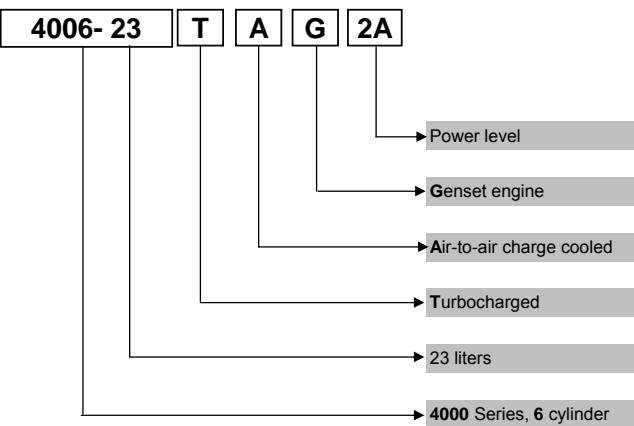 4006- 23 T A G 2A
Power level
Genset engine
Air-to-air charge cooled
Turbocharged
23 liters
4000 Series, 6 cylinder